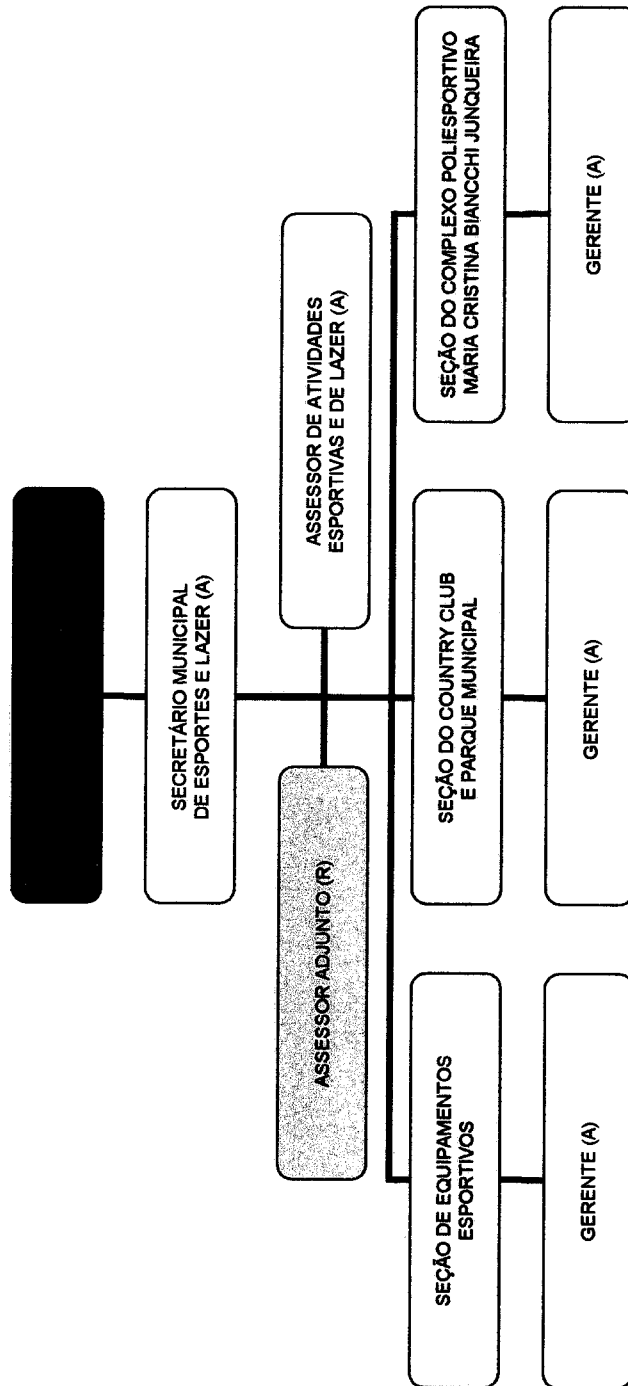 SECRETÁRIO MUNICIPAL
DE ESPORTES E LAZER (A)
ASSESSOR ADJUNTO (R)
ASSESSOR DE ATIVIDADES
ESPORTIVAS E DE LAZER (A)
SEÇÃO DE EQUIPAMENTOS
ESPORTIVOS
SEÇÃO DO COUNTRY CLUB
E PARQUE MUNICIPAL
SEÇÃO DO COMPLEXO POLIESPORTIVO
MARIA CRISTINA BIANCCHI JUNQUEIRA
GERENTE (A)
GERENTE (A)
GERENTE (A)